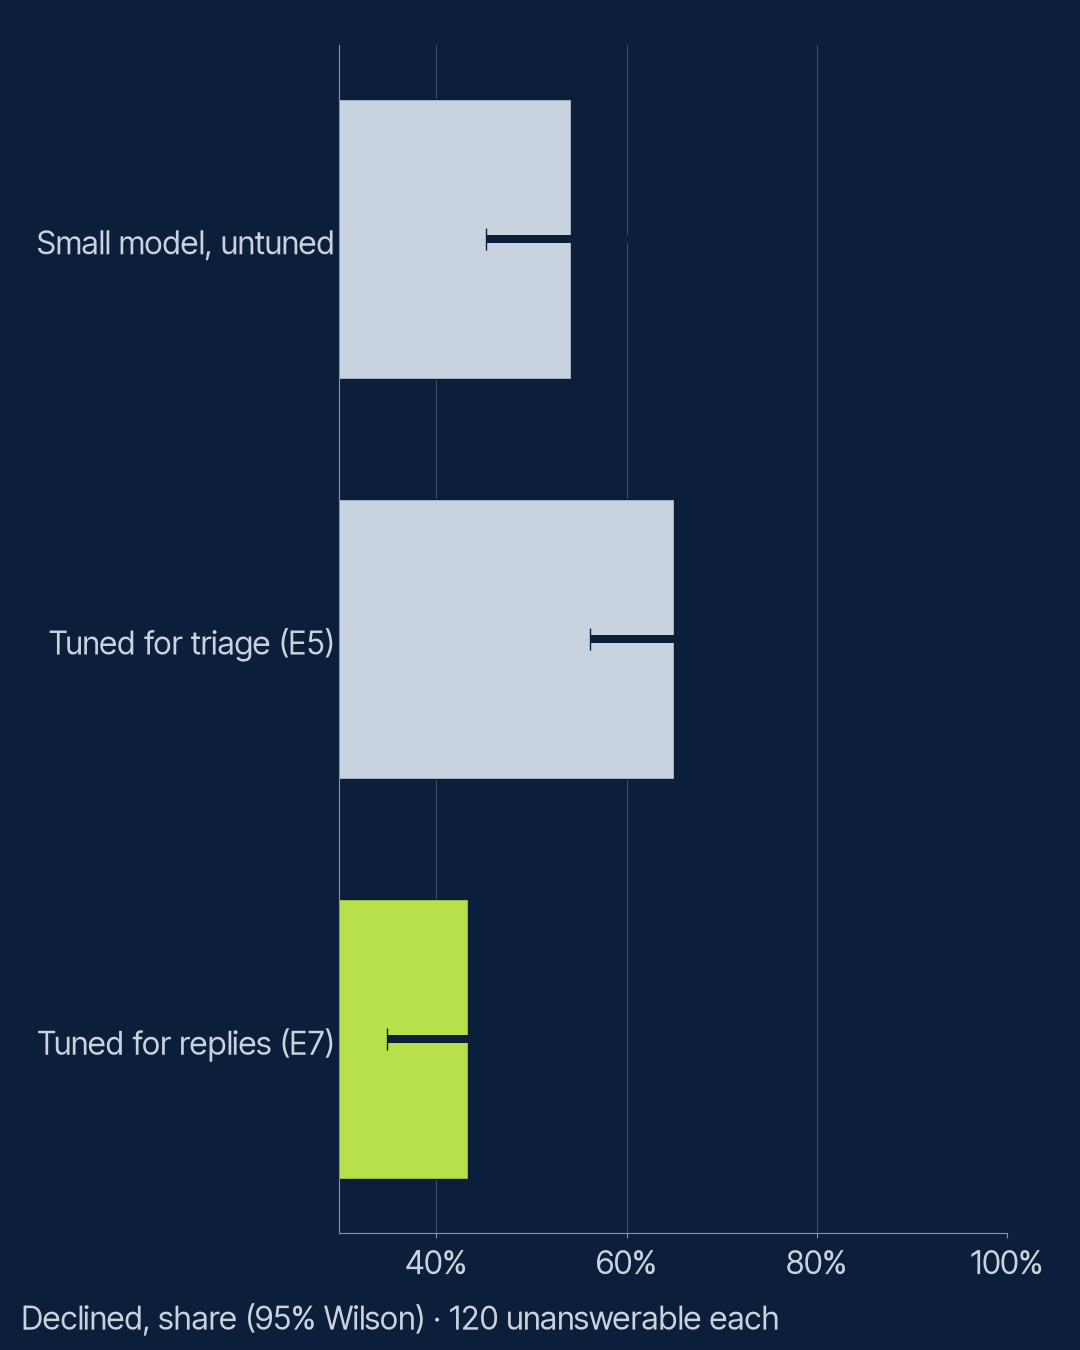 Small model, untuned
Tuned for triage (E5)
Tuned for replies (E7)
40% 60% 80% 100%
Declined, share (95% Wilson) · 120 unanswerable each